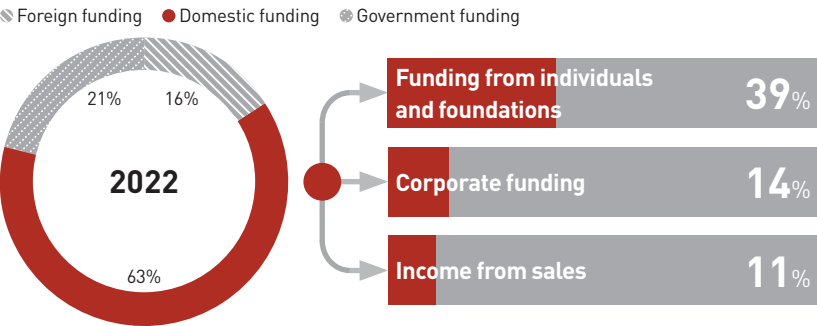 Foreign funding Domestic funding Government funding
21% 16%
2022
63%
Funding from individuals
and foundations
39%
Corporate funding 14%
Income from sales 11%